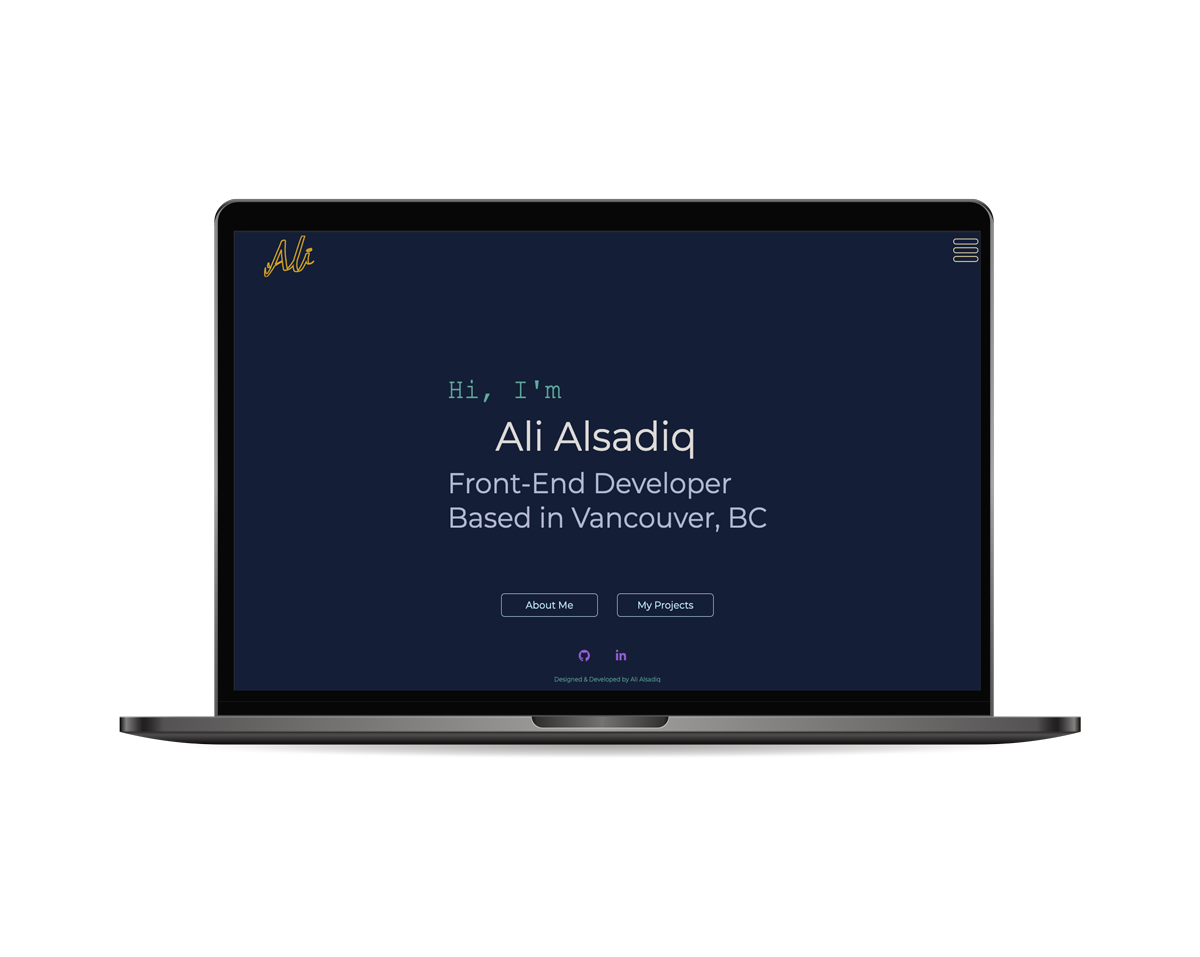 Ali
Hi, I'm
Ali Alsadiq
Front-End Developer
Based in Vancouver, BC
About Me
My Projects
in
Designed & Developed by Ali Alsadiq